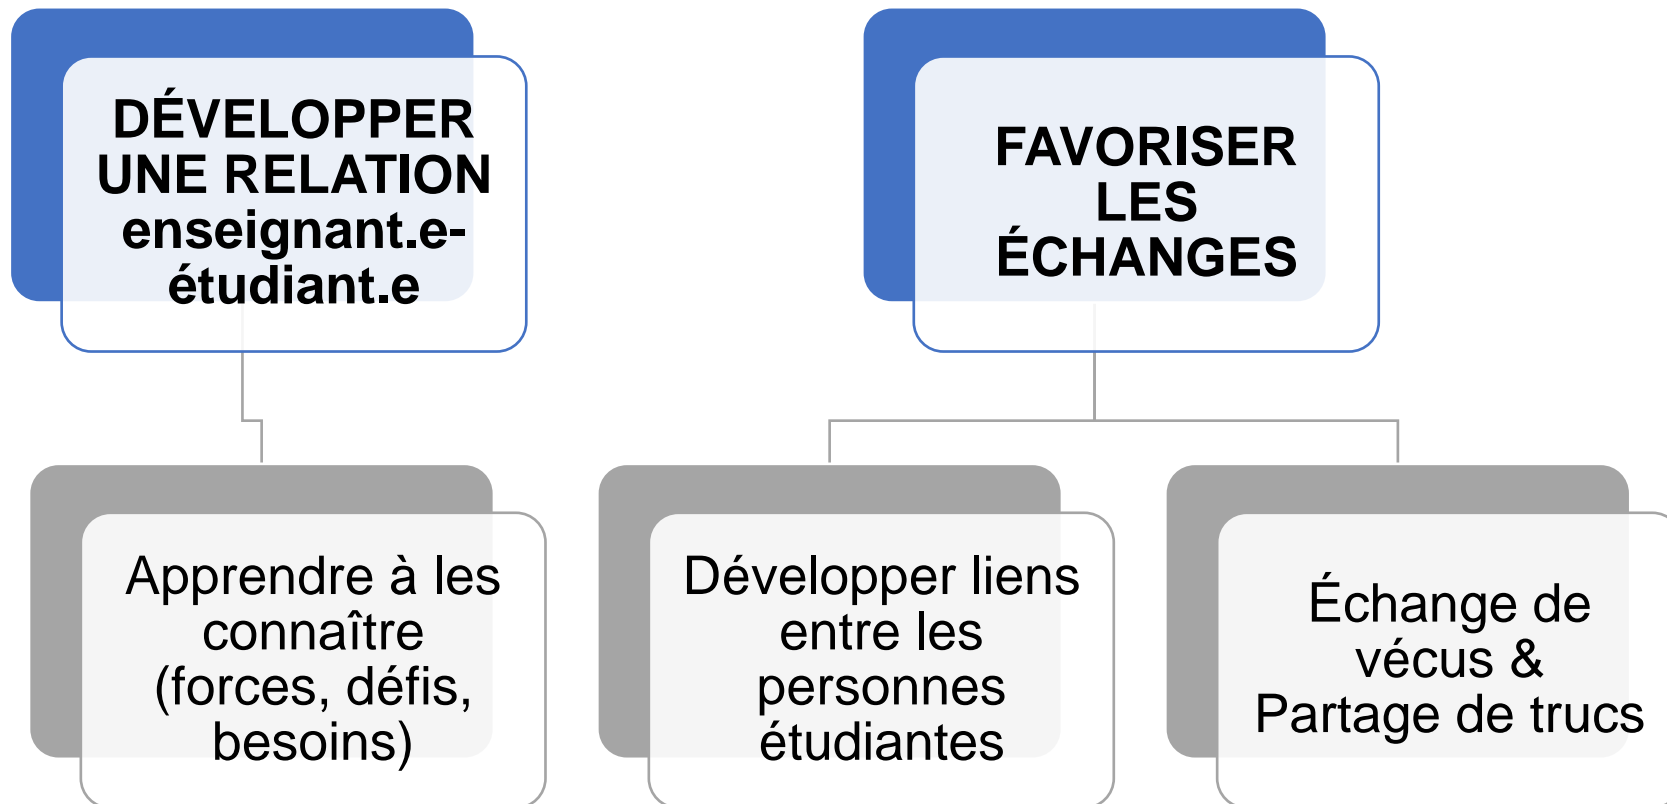 DÉVELOPPER
UNE RELATION
enseignant.e-
étudiant.e
FAVORISER
LES
ÉCHANGES
Apprendre à les
connaître
(forces, défis,
besoins)
Développer liens
entre les
personnes
étudiantes
Échange de
vécus &
Partage de trucs